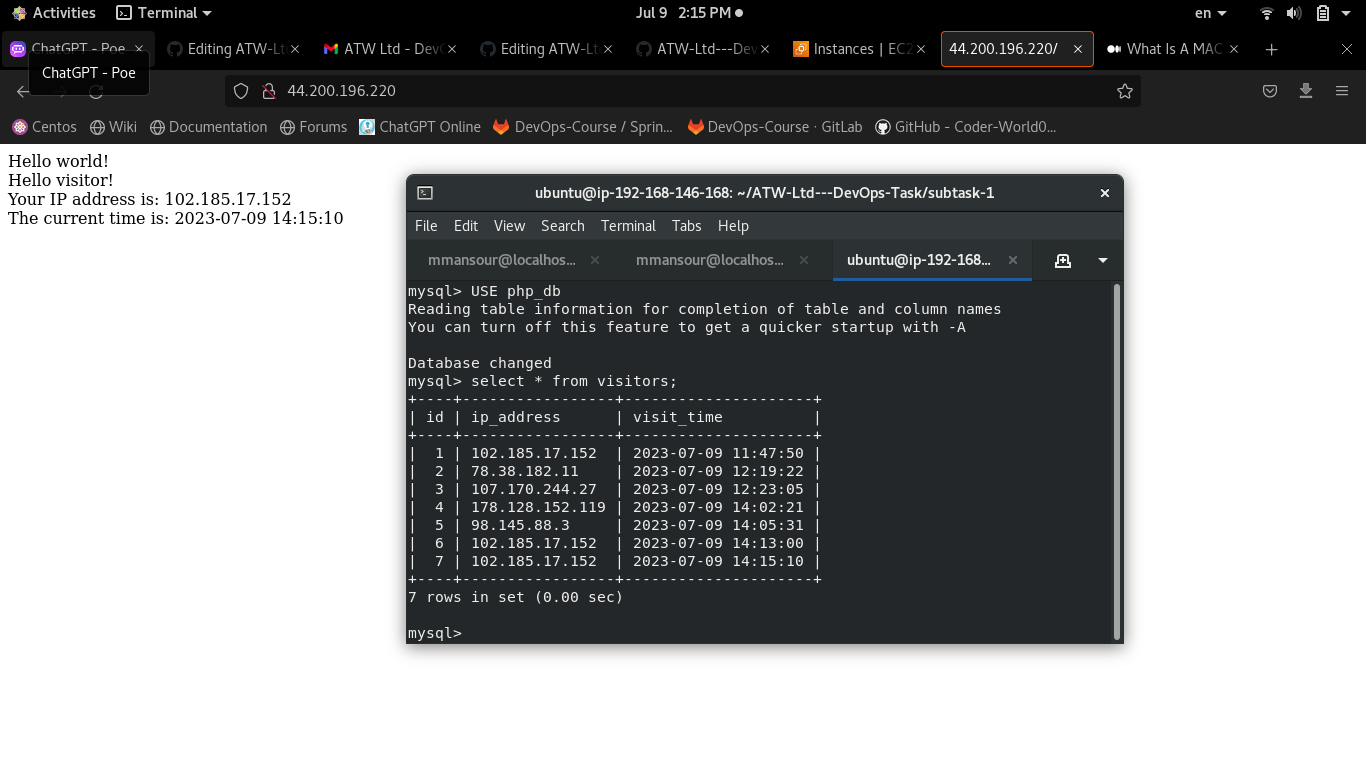 Activities Terminal Jul 9 2:15 PM en
ChatGPT - Poe Editing ATW-Lt ATW Ltd - Dev Editing ATW-Lt ATW-Ltd---Dev Instances | EC2 44.200.196.220/ What Is A MAC
ChatGPT - Poe
44.200.196.220
Centos Wiki Documentation Forums ChatGPT Online DevOps-Course / Sprin... DevOps-Course · GitLab GitHub - Coder-World0...
Hello world!
Hello visitor!
Your IP address is: 102.185.17.152
The current time is: 2023-07-09 14:15:10
ubuntu@ip-192-168-146-168: ~/ATW-Ltd---DevOps-Task/subtask-1
File Edit View Search Terminal Tabs Help
mmansour@localhos... mmansour@localhos... ubuntu@ip-192-168...
mysql> USE php_db
Reading table information for completion of table and column names
You can turn off this feature to get a quicker startup with -A
Database changed
mysql> select * from visitors;
+----+-----------------+---------------------+
| id | ip_address      | visit_time          |
+----+-----------------+---------------------+
|  1 | 102.185.17.152  | 2023-07-09 11:47:50 |
|  2 | 78.38.182.11    | 2023-07-09 12:19:22 |
|  3 | 107.170.244.27  | 2023-07-09 12:23:05 |
|  4 | 178.128.152.119 | 2023-07-09 14:02:21 |
|  5 | 98.145.88.3     | 2023-07-09 14:05:31 |
|  6 | 102.185.17.152  | 2023-07-09 14:13:00 |
|  7 | 102.185.17.152  | 2023-07-09 14:15:10 |
+----+-----------------+---------------------+
7 rows in set (0.00 sec)
mysql>